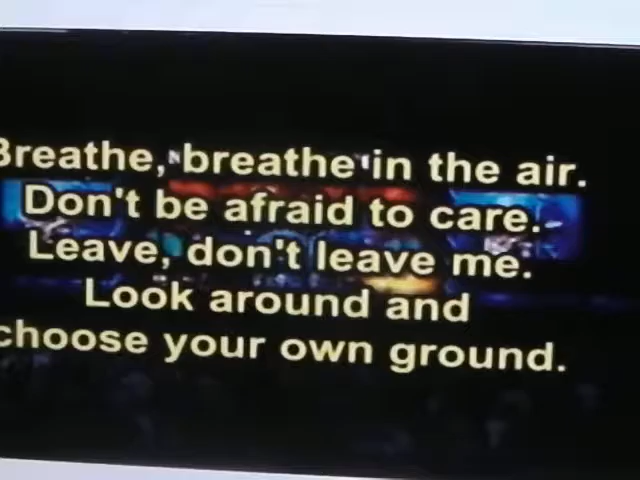 Breathe, breathe in the air.
Don't be afraid to care.
Leave, don't leave me.
Look around and
choose your own ground.